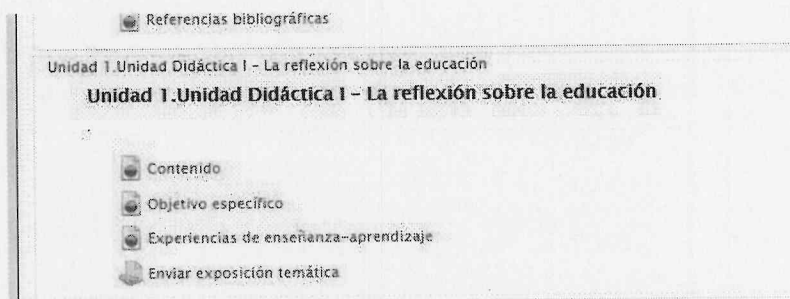 Referencias bibliográficas
Unidad 1.Unidad Didáctica I - La reflexión sobre la educación
Unidad 1.Unidad Didáctica I - La reflexión sobre la educación
Contenido
Objetivo específico
Experiencias de enseñanza-aprendizaje
Enviar exposición temática